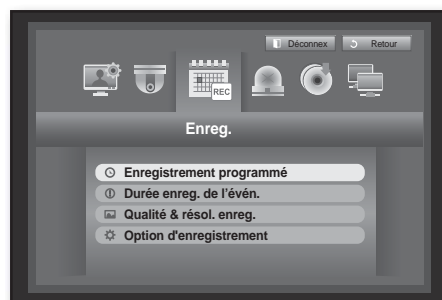 Déconnex
Retour
REC
Enreg.
Enregistrement programmé
Durée enreg. de l'évén.
Qualité & résol. enreg.
Option d'enregistrement